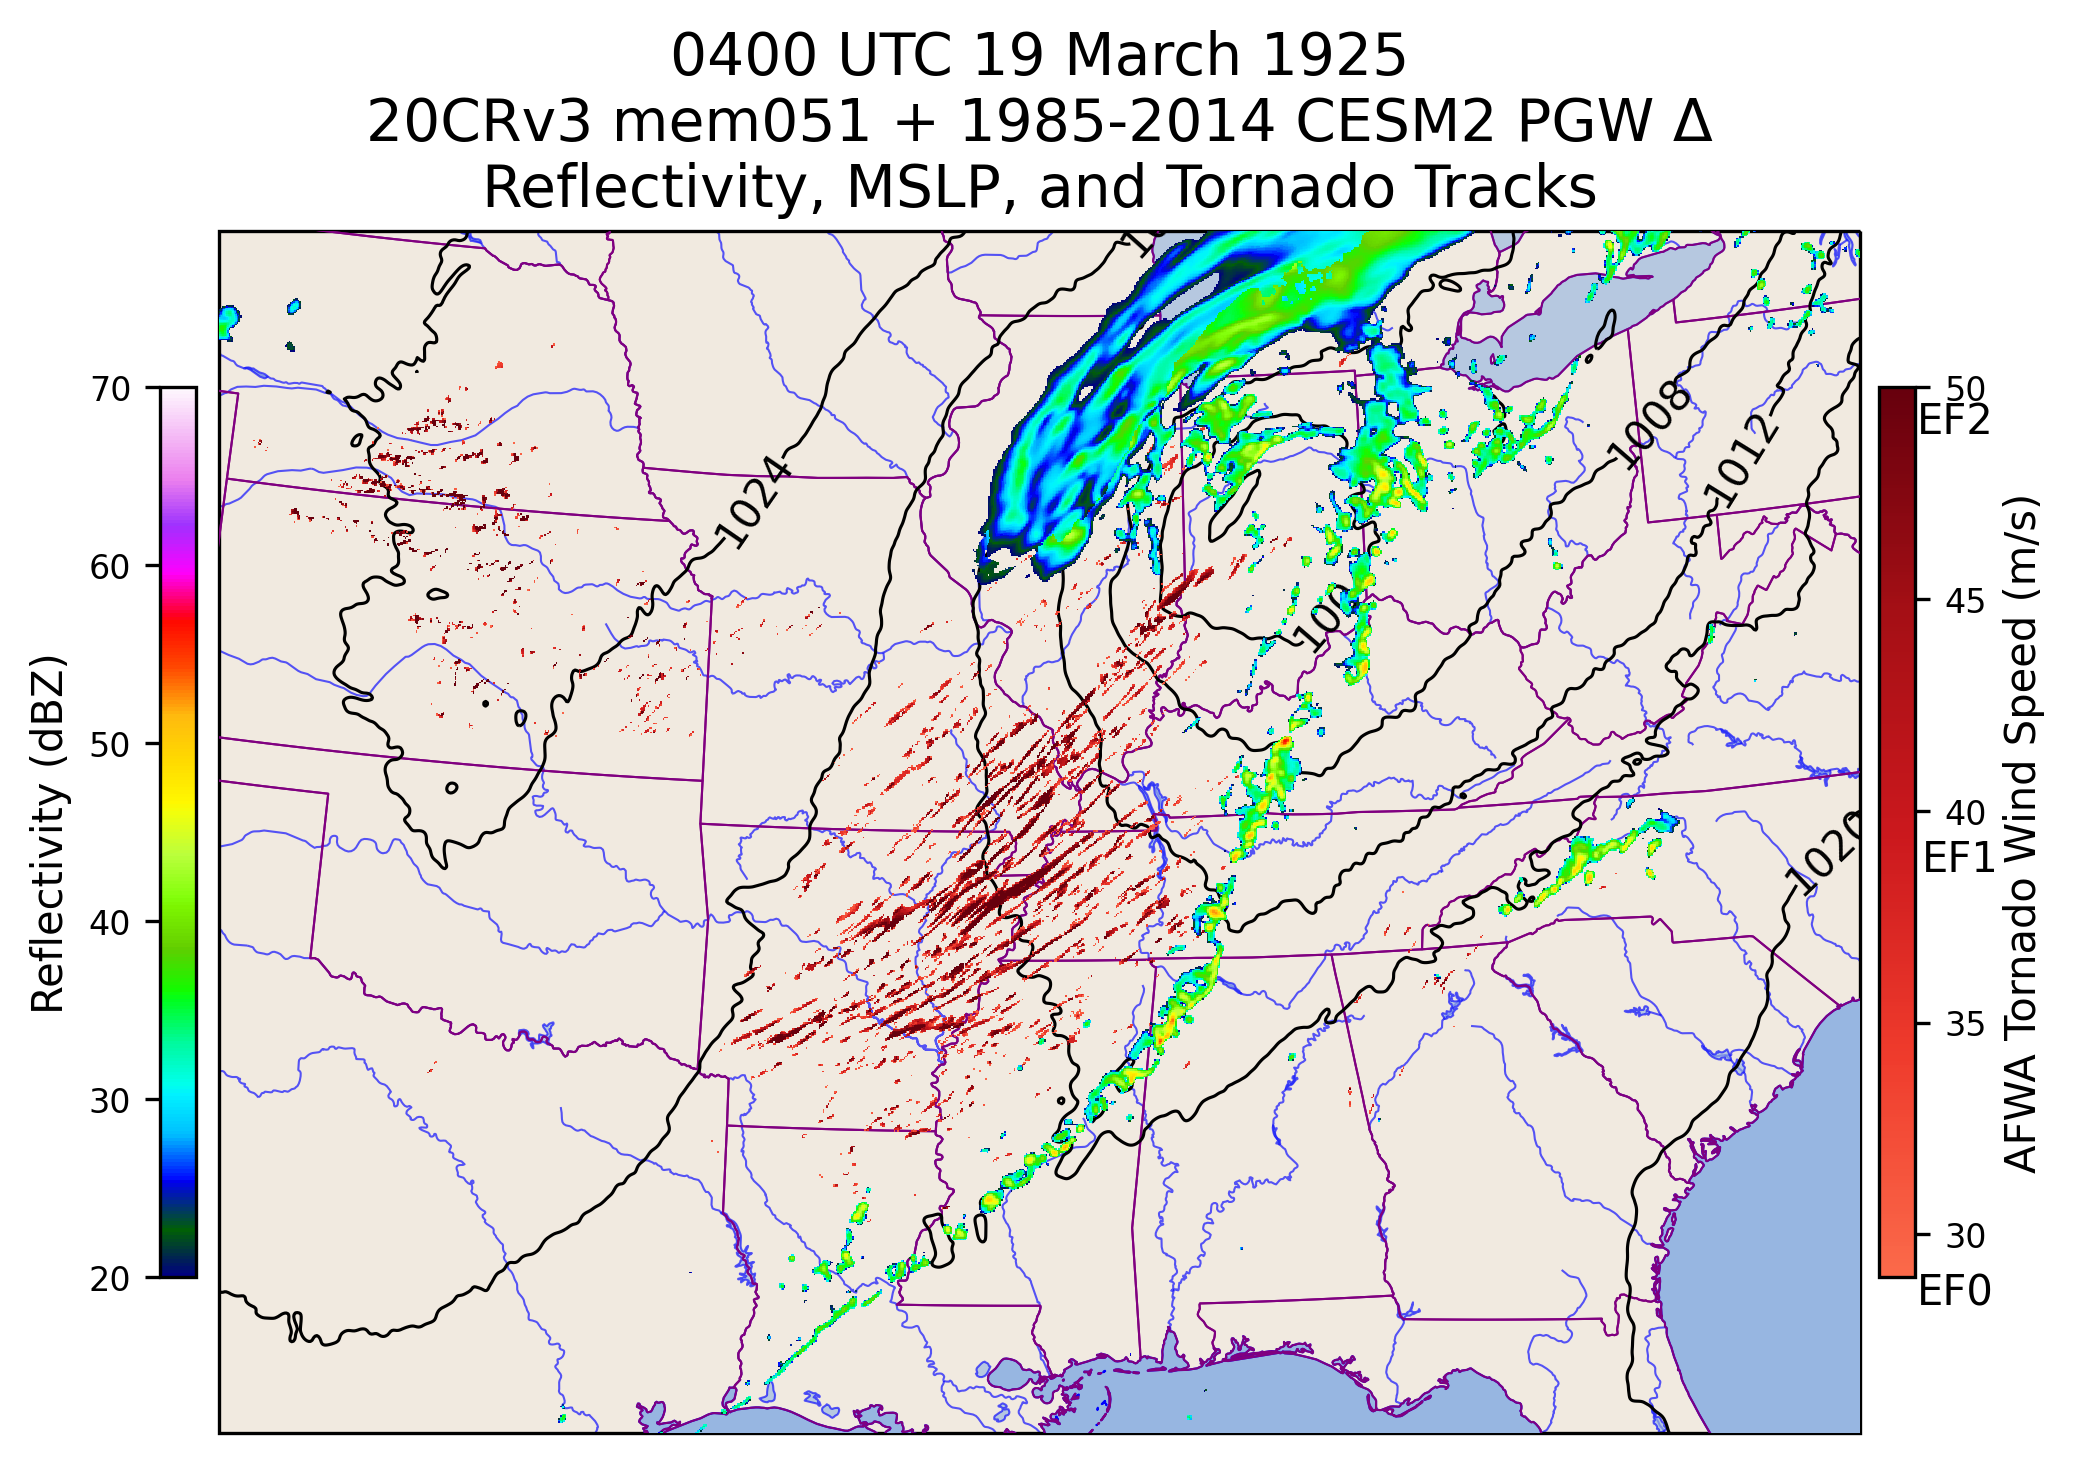 0400 UTC 19 March 1925
20CRv3 mem051 + 1985-2014 CESM2 PGW Δ
Reflectivity, MSLP, and Tornado Tracks
70
60
50
40
30
20
Reflectivity (dBZ)
1024
1008
1012
1020
50
EF2
45
40
EF1
35
30
EF0
AFWA Tornado Wind Speed (m/s)